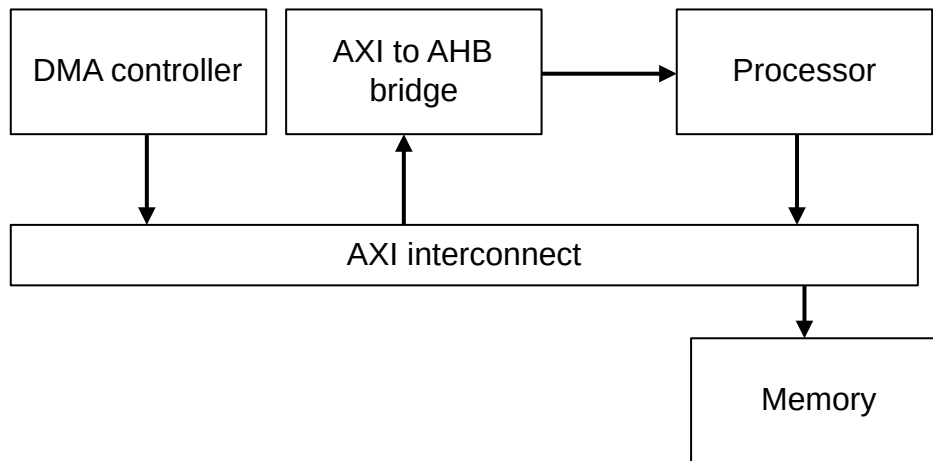 DMA controller
AXI to AHB
bridge
Processor
AXI interconnect
Memory